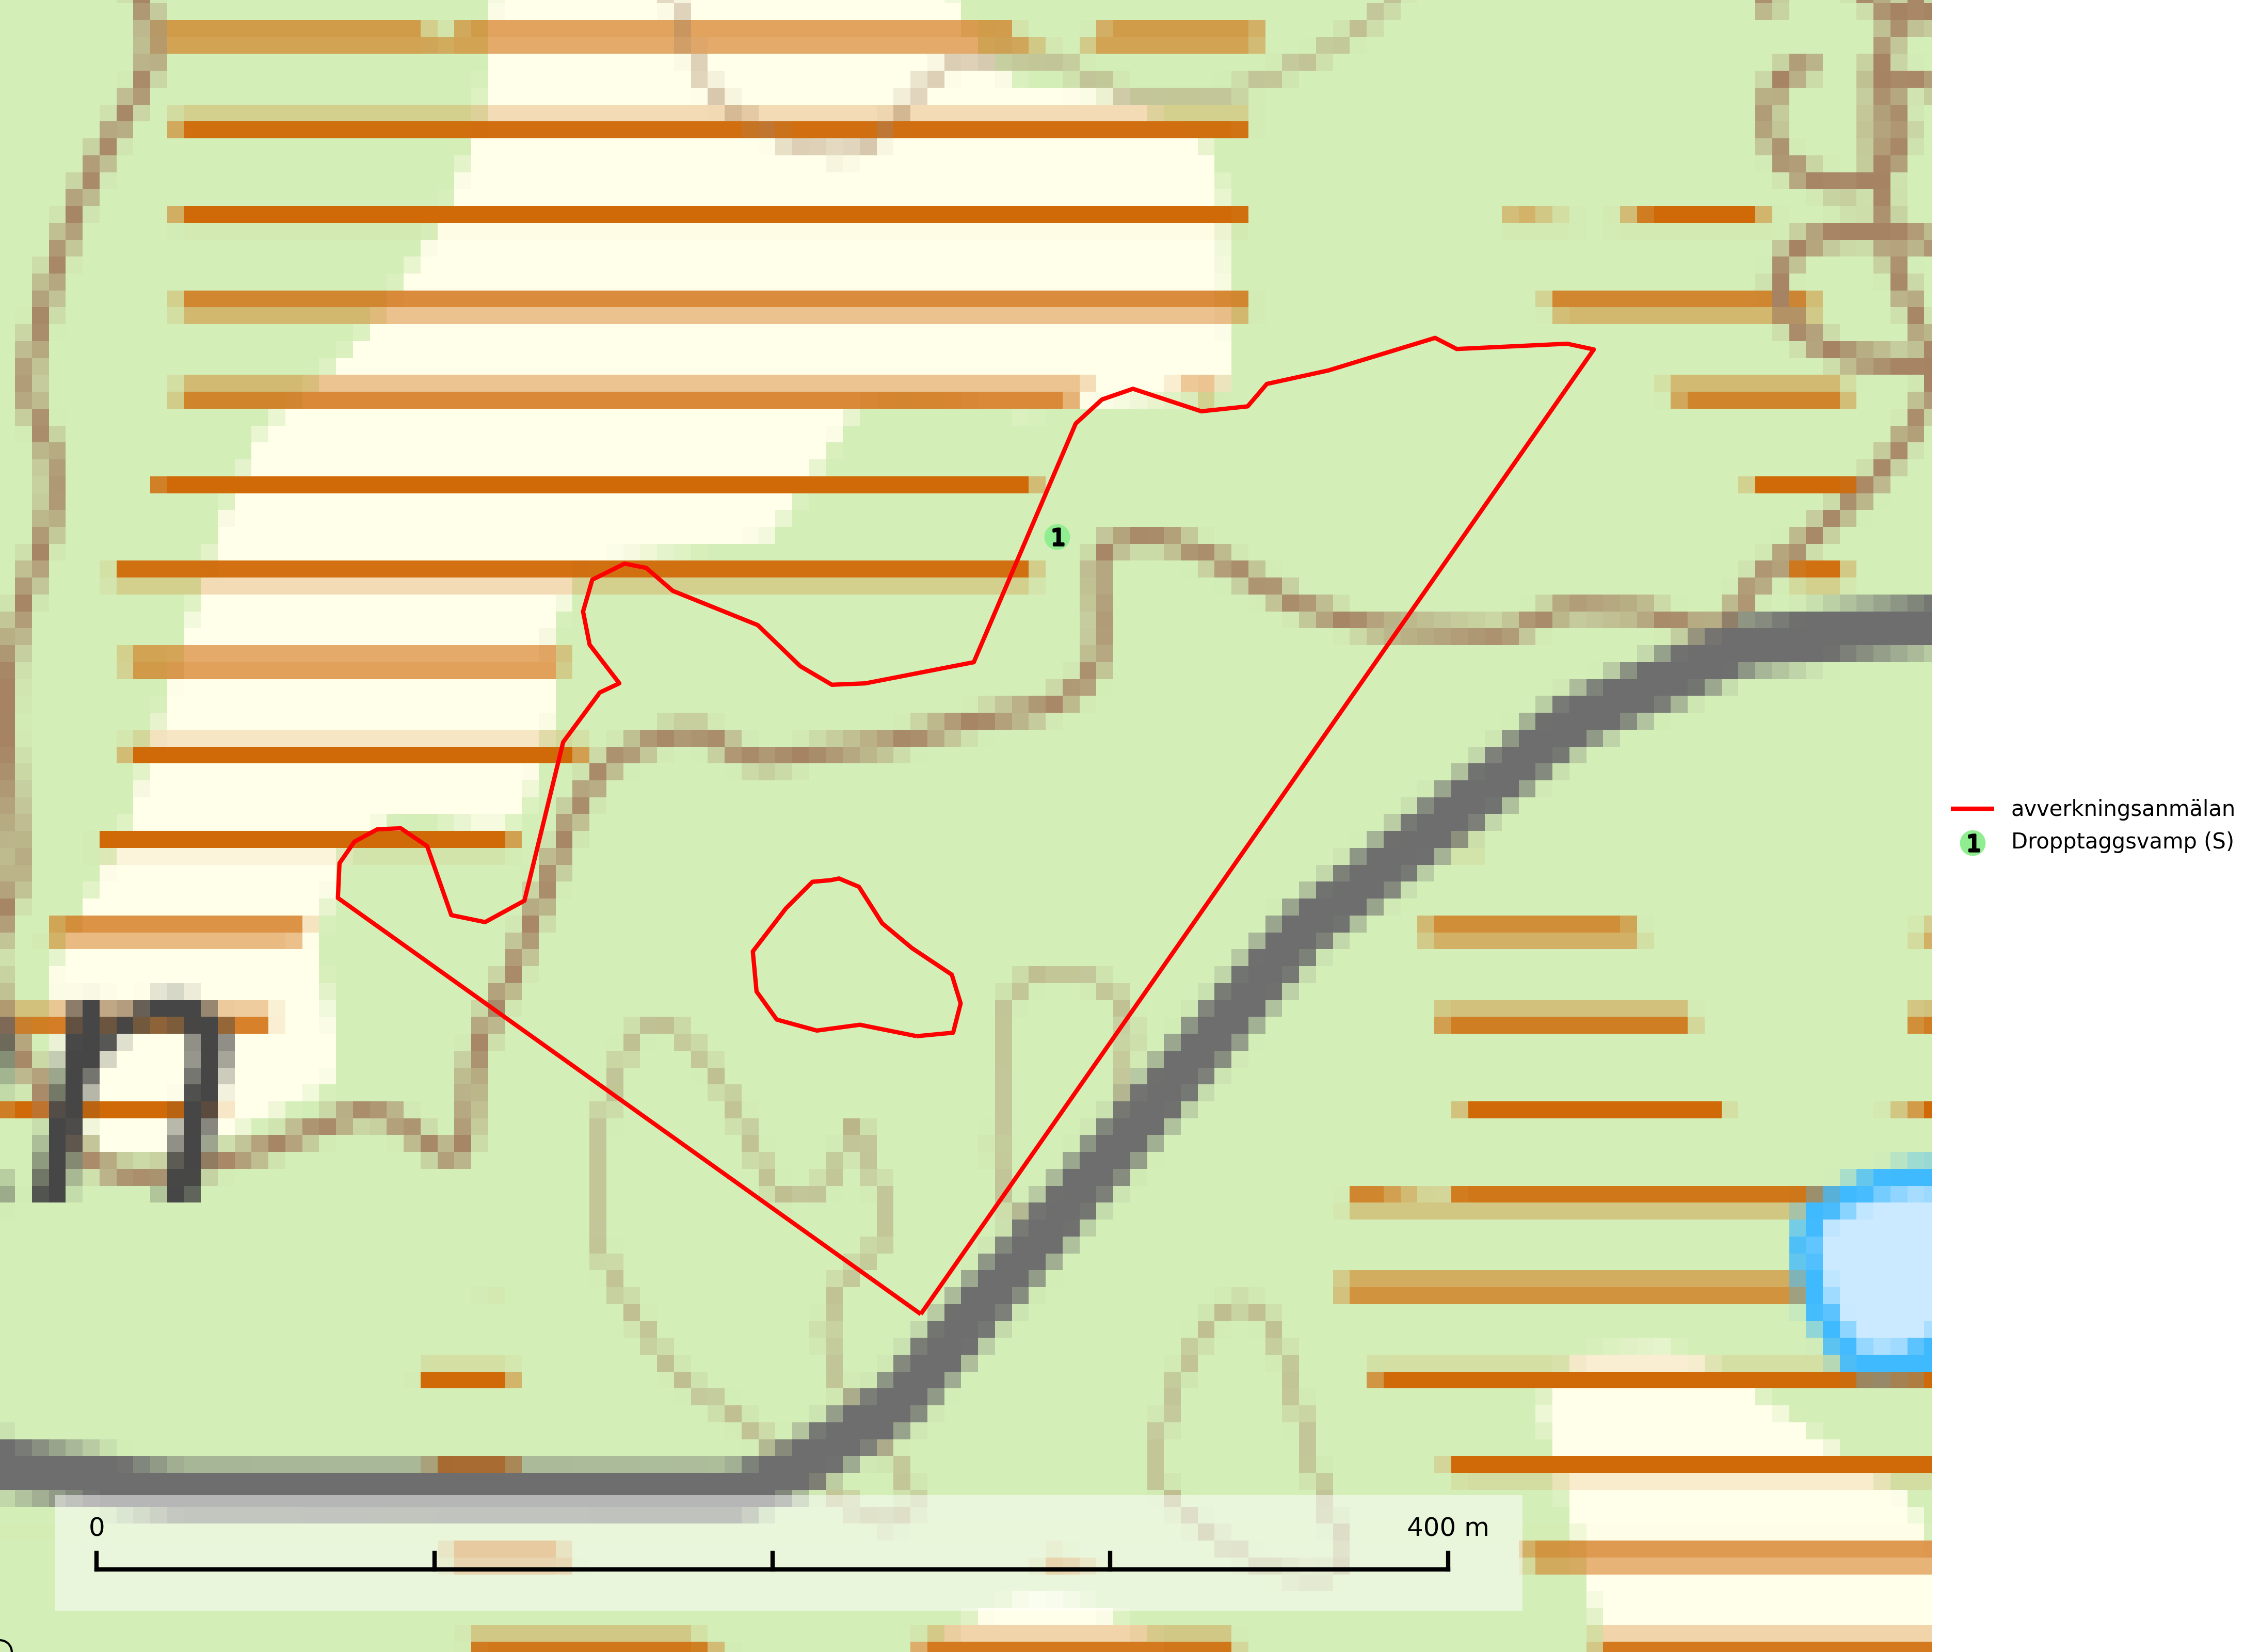 1
avverkningsanmälan
1 Dropptaggsvamp (S)
0 400 m